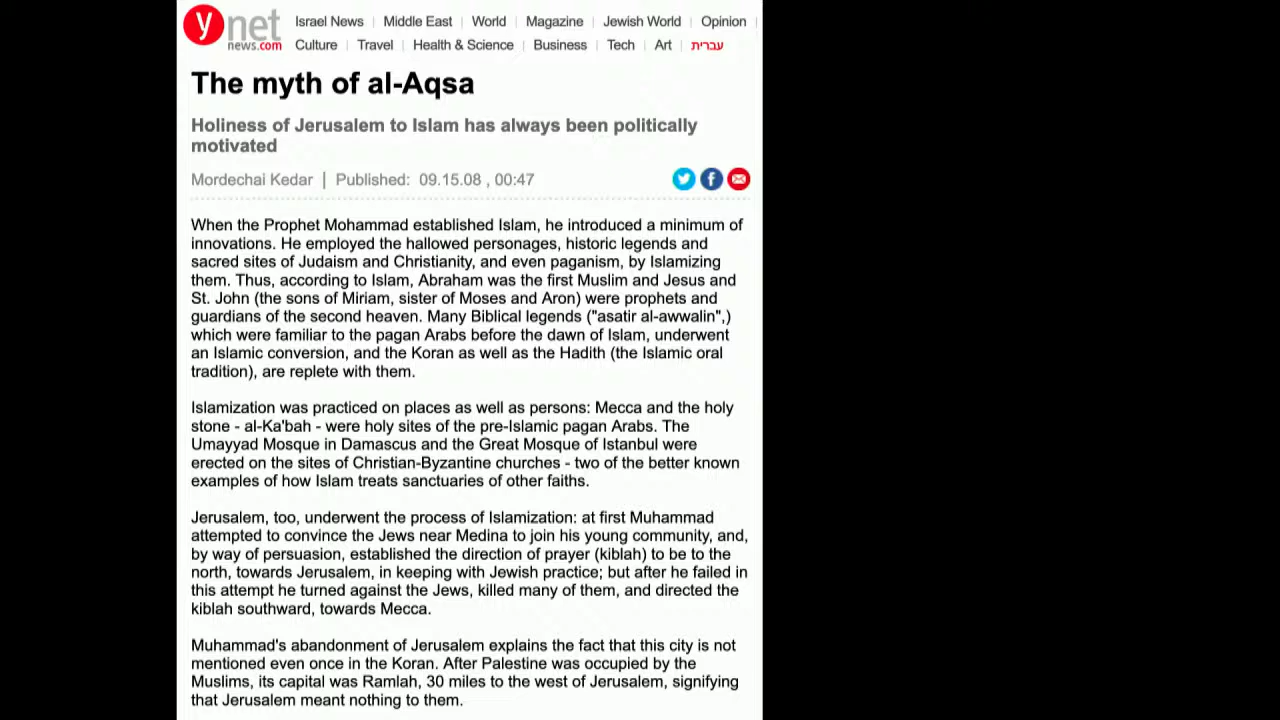 ynet
news.com
Israel News | Middle East | World | Magazine | Jewish World | Opinion |
Culture | Travel | Health & Science | Business | Tech | Art | עברית
The myth of al-Aqsa
Holiness of Jerusalem to Islam has always been politically
motivated
Mordechai Kedar | Published: 09.15.08 , 00:47
When the Prophet Mohammad established Islam, he introduced a minimum of
innovations. He employed the hallowed personages, historic legends and
sacred sites of Judaism and Christianity, and even paganism, by Islamizing
them. Thus, according to Islam, Abraham was the first Muslim and Jesus and
St. John (the sons of Miriam, sister of Moses and Aron) were prophets and
guardians of the second heaven. Many Biblical legends ("asatir al-awwalin",)
which were familiar to the pagan Arabs before the dawn of Islam, underwent
an Islamic conversion, and the Koran as well as the Hadith (the Islamic oral
tradition), are replete with them.
Islamization was practiced on places as well as persons: Mecca and the holy
stone - al-Ka'bah - were holy sites of the pre-Islamic pagan Arabs. The
Umayyad Mosque in Damascus and the Great Mosque of Istanbul were
erected on the sites of Christian-Byzantine churches - two of the better known
examples of how Islam treats sanctuaries of other faiths.
Jerusalem, too, underwent the process of Islamization: at first Muhammad
attempted to convince the Jews near Medina to join his young community, and,
by way of persuasion, established the direction of prayer (kiblah) to be to the
north, towards Jerusalem, in keeping with Jewish practice; but after he failed in
this attempt he turned against the Jews, killed many of them, and directed the
kiblah southward, towards Mecca.
Muhammad's abandonment of Jerusalem explains the fact that this city is not
mentioned even once in the Koran. After Palestine was occupied by the
Muslims, its capital was Ramlah, 30 miles to the west of Jerusalem, signifying
that Jerusalem meant nothing to them.